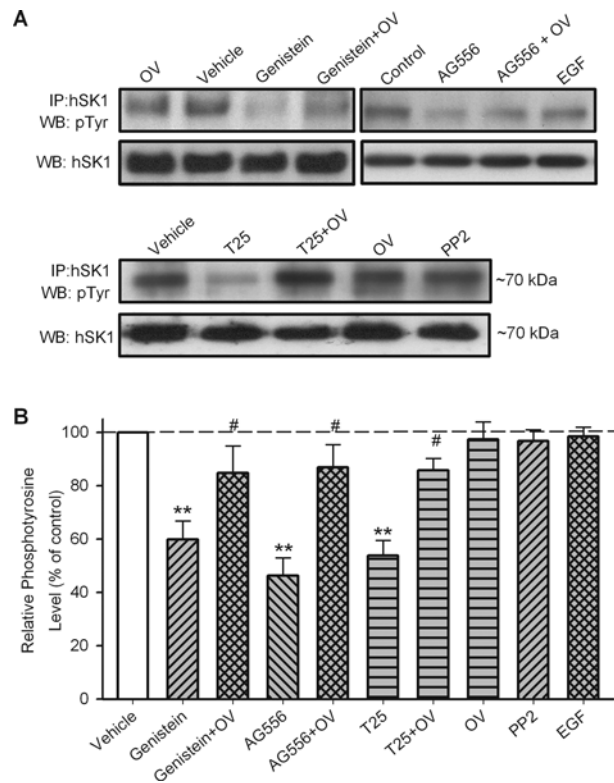 A
OV Vehicle Genistein Genistein+OV Control AG556 AG556 + OV EGF
IP:hSK1
WB: pTyr
WB: hSK1
Vehicle T25 T25+OV OV PP2
IP:hSK1
WB: pTyr
~70 kDa
WB: hSK1
~70 kDa
B
Relative Phosphotyrosine
Level (% of control)
100
80
60
40
20
0
** # ** # ** #
Vehicle Genistein Genistein+OV AG556 AG556+OV T25 T25+OV OV PP2 EGF